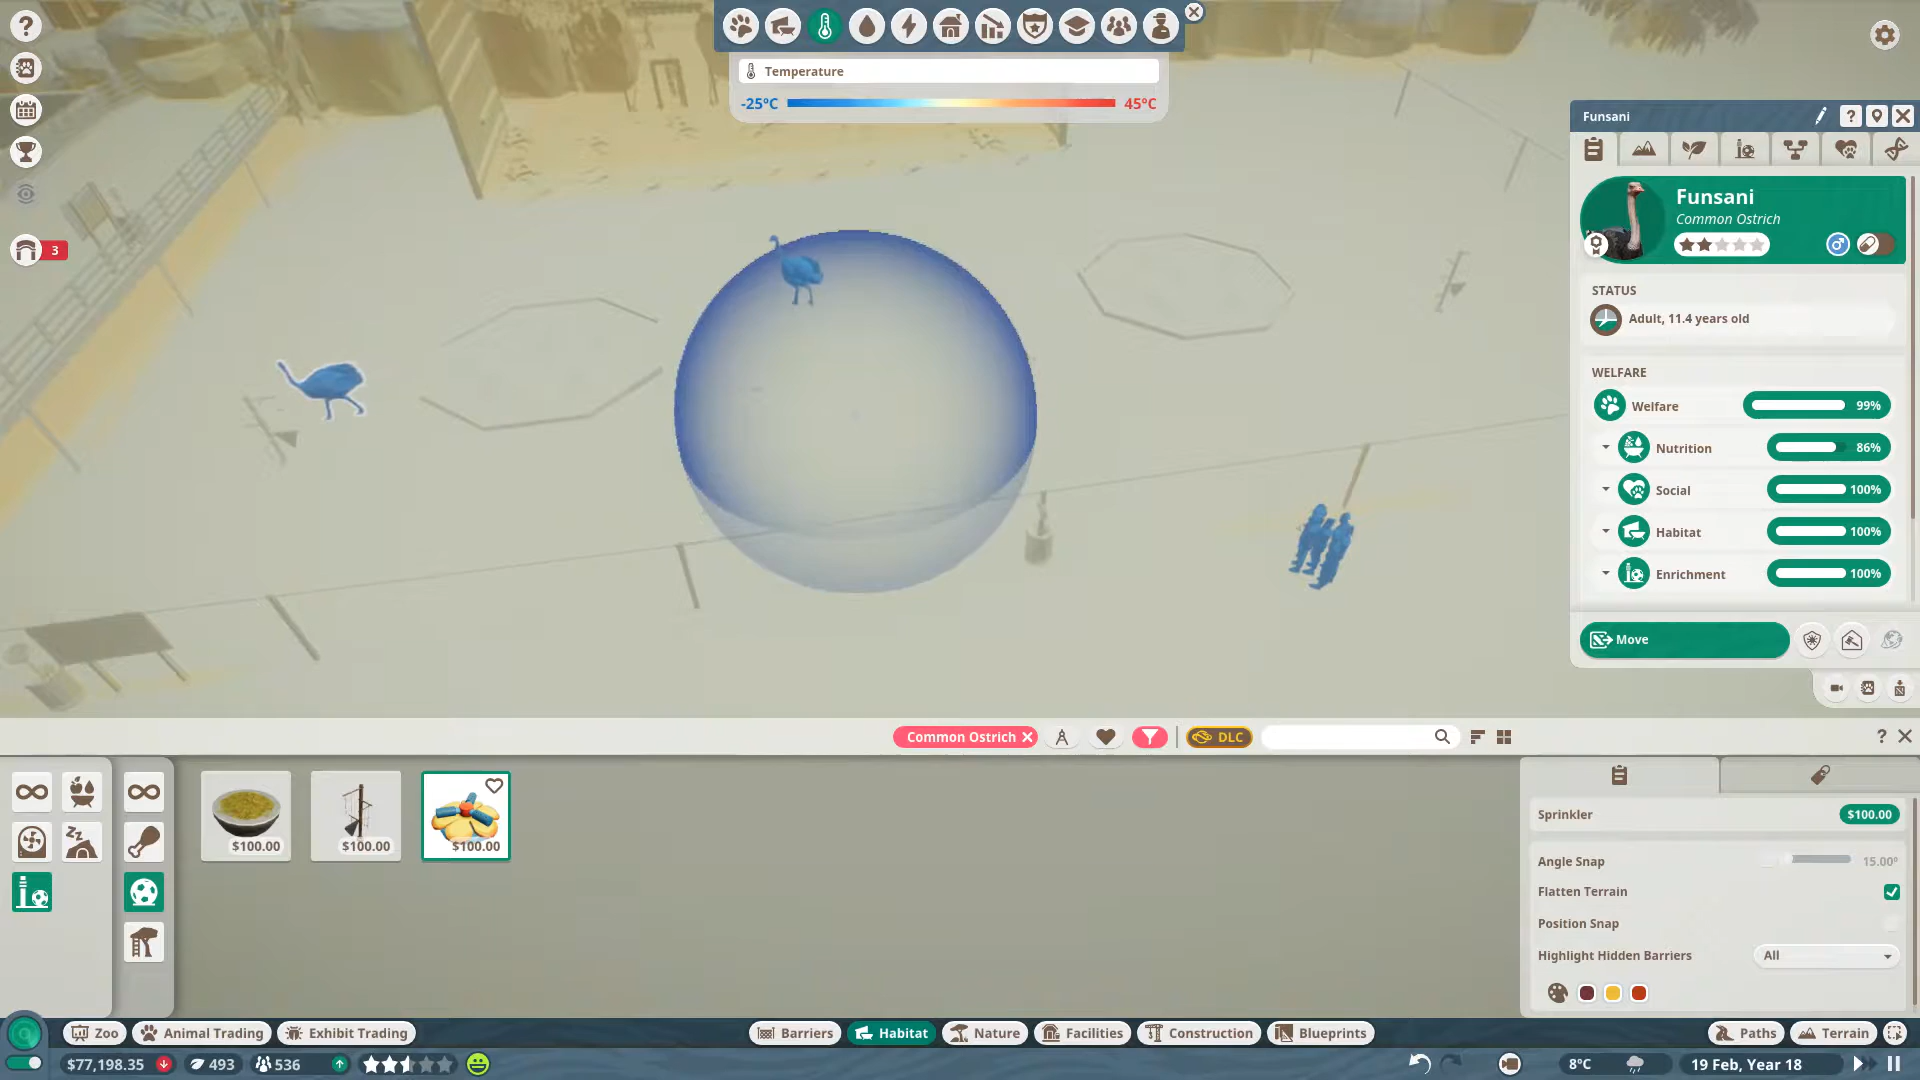 Temperature
-25°C 45°C
3
Funsani
?
Funsani
Common Ostrich
STATUS
Adult, 11.4 years old
WELFARE
Welfare 99%
Nutrition 86%
Social 100%
Habitat 100%
Enrichment 100%
Move
Common Ostrich
DLC
?
$100.00
$100.00
$100.00
Sprinkler $100.00
Angle Snap 15.00°
Flatten Terrain
Position Snap
Highlight Hidden Barriers All
Zoo
Animal Trading
Exhibit Trading
Barriers
Habitat
Nature
Facilities
Construction
Blueprints
Paths
Terrain
$77,198.35
493
536
8°C
19 Feb, Year 18